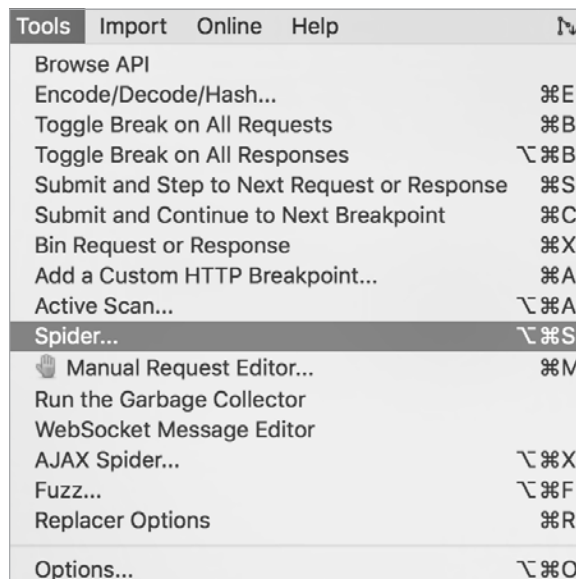 Tools Import Online Help
Browse API
Encode/Decode/Hash... ⌘E
Toggle Break on All Requests ⌘B
Toggle Break on All Responses ⌥⌘B
Submit and Step to Next Request or Response ⌘S
Submit and Continue to Next Breakpoint ⌘C
Bin Request or Response ⌘X
Add a Custom HTTP Breakpoint... ⌘A
Active Scan... ⌥⌘A
Spider... ⌥⌘S
Manual Request Editor... ⌘M
Run the Garbage Collector
WebSocket Message Editor
AJAX Spider... ⌥⌘X
Fuzz... ⌥⌘F
Replacer Options ⌘R
Options... ⌥⌘O